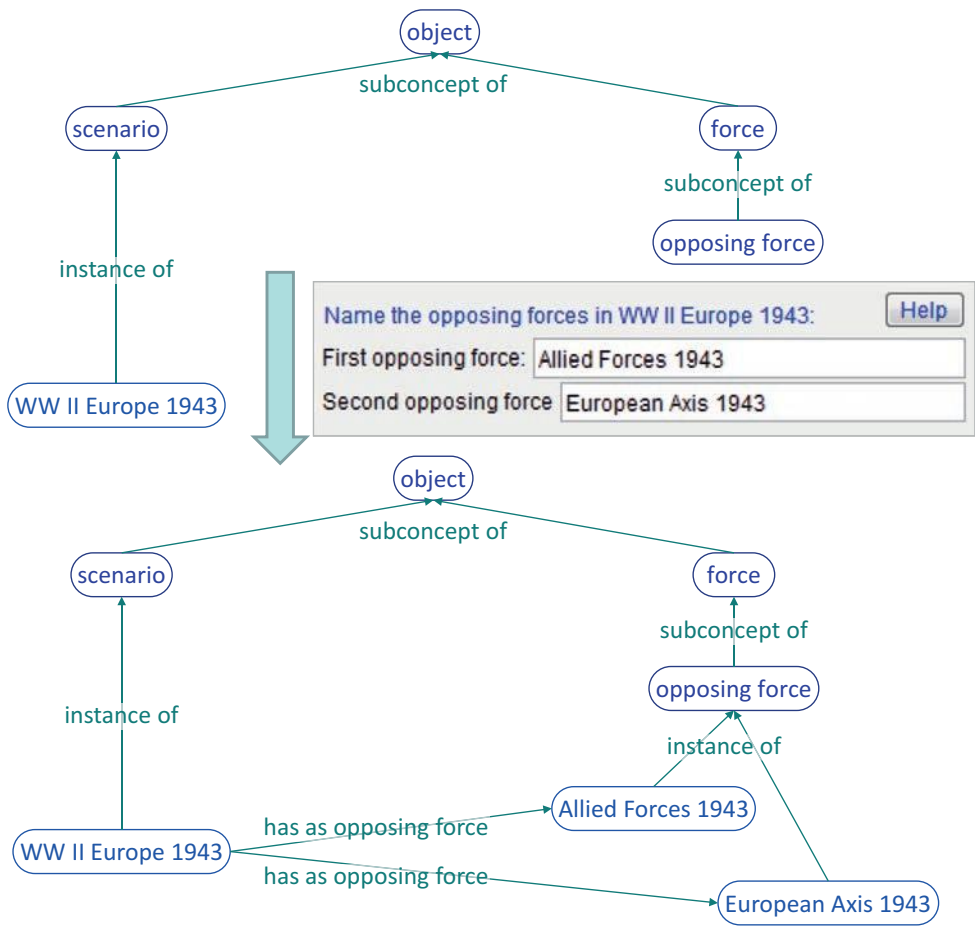 object
subconcept of
scenario
force
subconcept of
opposing force
instance of
WW II Europe 1943
Name the opposing forces in WW II Europe 1943:
Help
First opposing force: Allied Forces 1943
Second opposing force European Axis 1943
object
subconcept of
scenario
force
subconcept of
opposing force
instance of
instance of
Allied Forces 1943
has as opposing force
WW II Europe 1943
has as opposing force
European Axis 1943